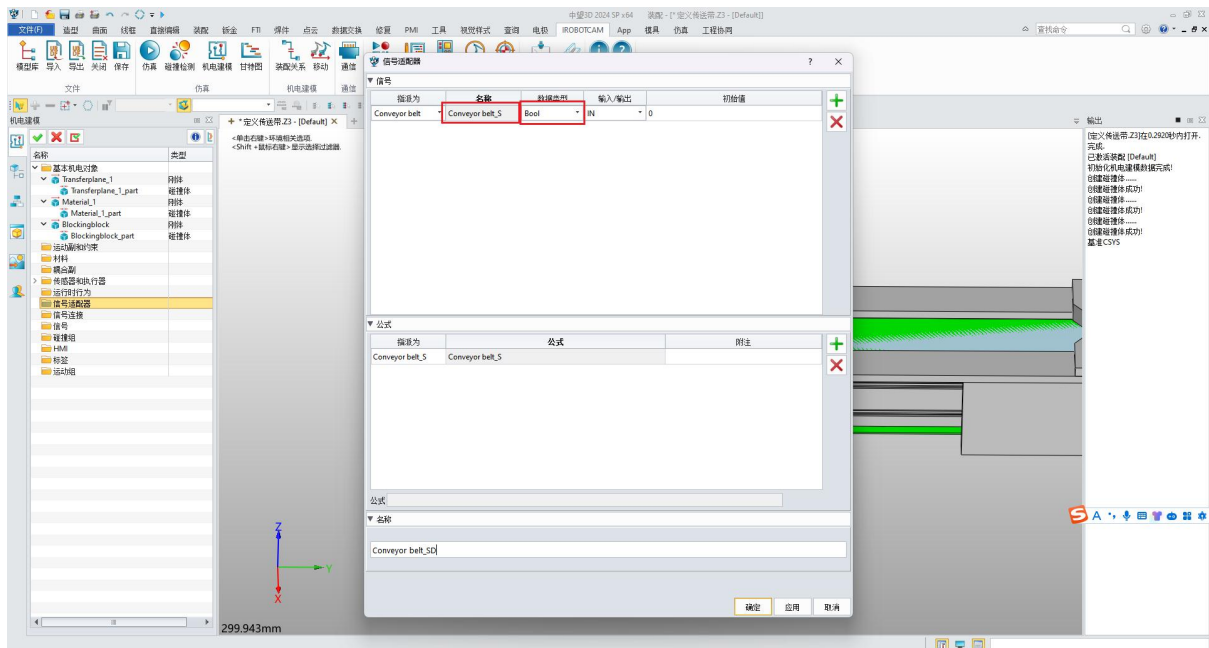 中望3D 2024 SP x64 装配 - [* 定义传送带.Z3 - [Default]]
文件(F) 造型 曲面 线框 直接编辑 装配 钣金 FTI 焊件 点云 数据交换 修复 PMI 工具 视觉样式 查询 电极 IROBOTCAM App 模具 仿真 工程协同 查找命令
模型库 导入 导出 关闭 保存 仿真 碰撞检测 机电建模 甘特图 装配关系 移动 通信
文件 仿真 机电建模 通信
机电建模
名称 类型
基本机电对象
Transferplane_1 刚体
Transferplane_1_part 碰撞体
Material_1 刚体
Material_1_part 碰撞体
Blockingblock 刚体
Blockingblock_part 碰撞体
运动副和约束
材料
耦合副
传感器和执行器
运行时行为
信号适配器
信号连接
信号
碰撞组
HMI
标签
运动组
* 定义传送带.Z3 - [Default]
<单击右键>环境相关选项.
<Shift + 鼠标右键> 显示选择过滤器.
Z
Y
X
299.943mm
信号适配器 ?
信号
指派为 名称 数据类型 输入/输出 初始值
Conveyor belt Conveyor belt_S Bool IN 0
公式
指派为 公式 附注
Conveyor belt_S Conveyor belt_S
公式
名称
Conveyor belt_SD
确定 应用 取消
输出
[定义传送带.Z3]在0.2920秒内打开.
完成.
已激活装配 [Default]
初始化机电建模数据完成!
创建碰撞体......
创建碰撞体成功!
创建碰撞体......
创建碰撞体成功!
创建碰撞体......
创建碰撞体成功!
基准CSYS
S A